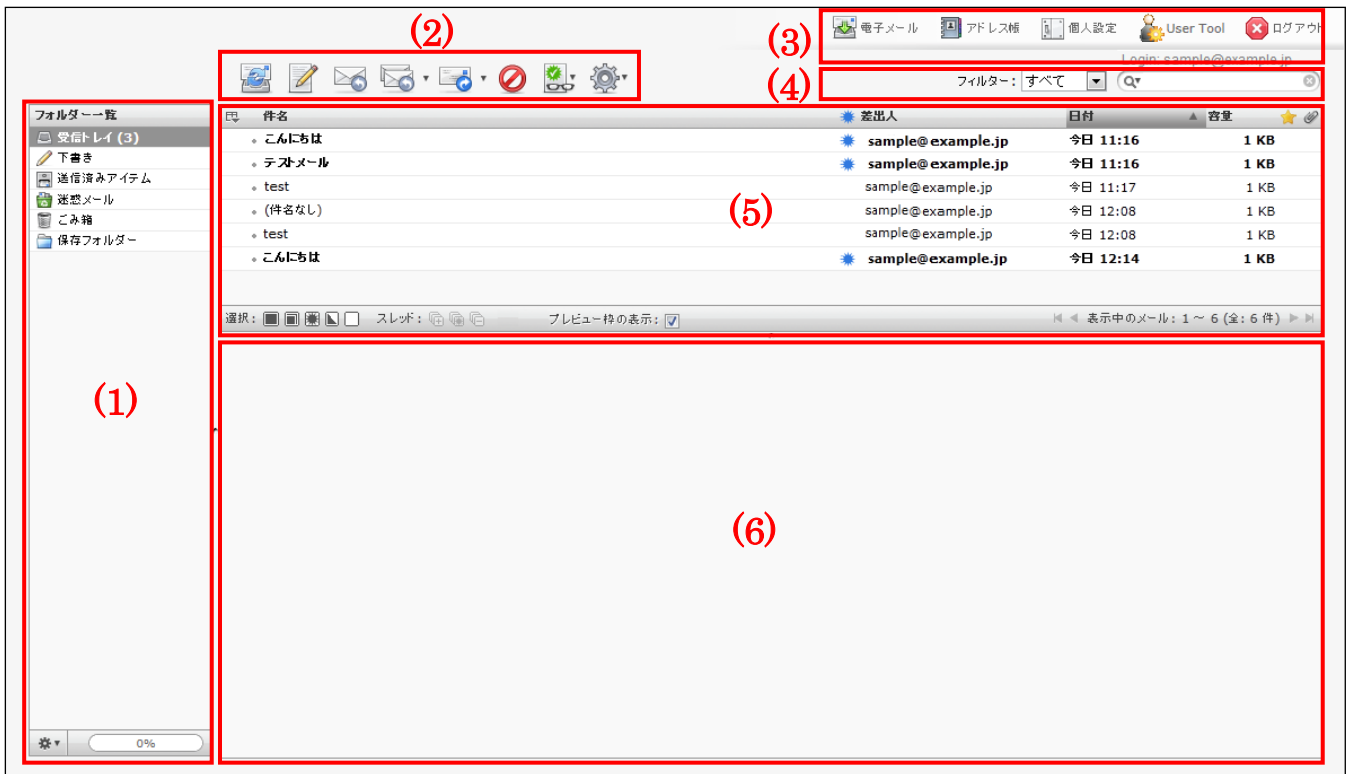 (2)
(3)
電子メール アドレス帳 個人設定 User Tool ログアウト
Login: sample@example.jp
(4)
フィルター: すべて
フォルダー一覧
受信トレイ (3)
下書き
送信済みアイテム
迷惑メール
ごみ箱
保存フォルダー
(1)
0%
件名 差出人 日付 容量
こんにちは sample@example.jp 今日 11:16 1 KB
テストメール sample@example.jp 今日 11:16 1 KB
test sample@example.jp 今日 11:17 1 KB
(件名なし) sample@example.jp 今日 12:08 1 KB
(5)
test sample@example.jp 今日 12:08 1 KB
こんにちは sample@example.jp 今日 12:14 1 KB
選択: スレッド: プレビュー枠の表示: 表示中のメール: 1 ~ 6 (全: 6 件)
(6)